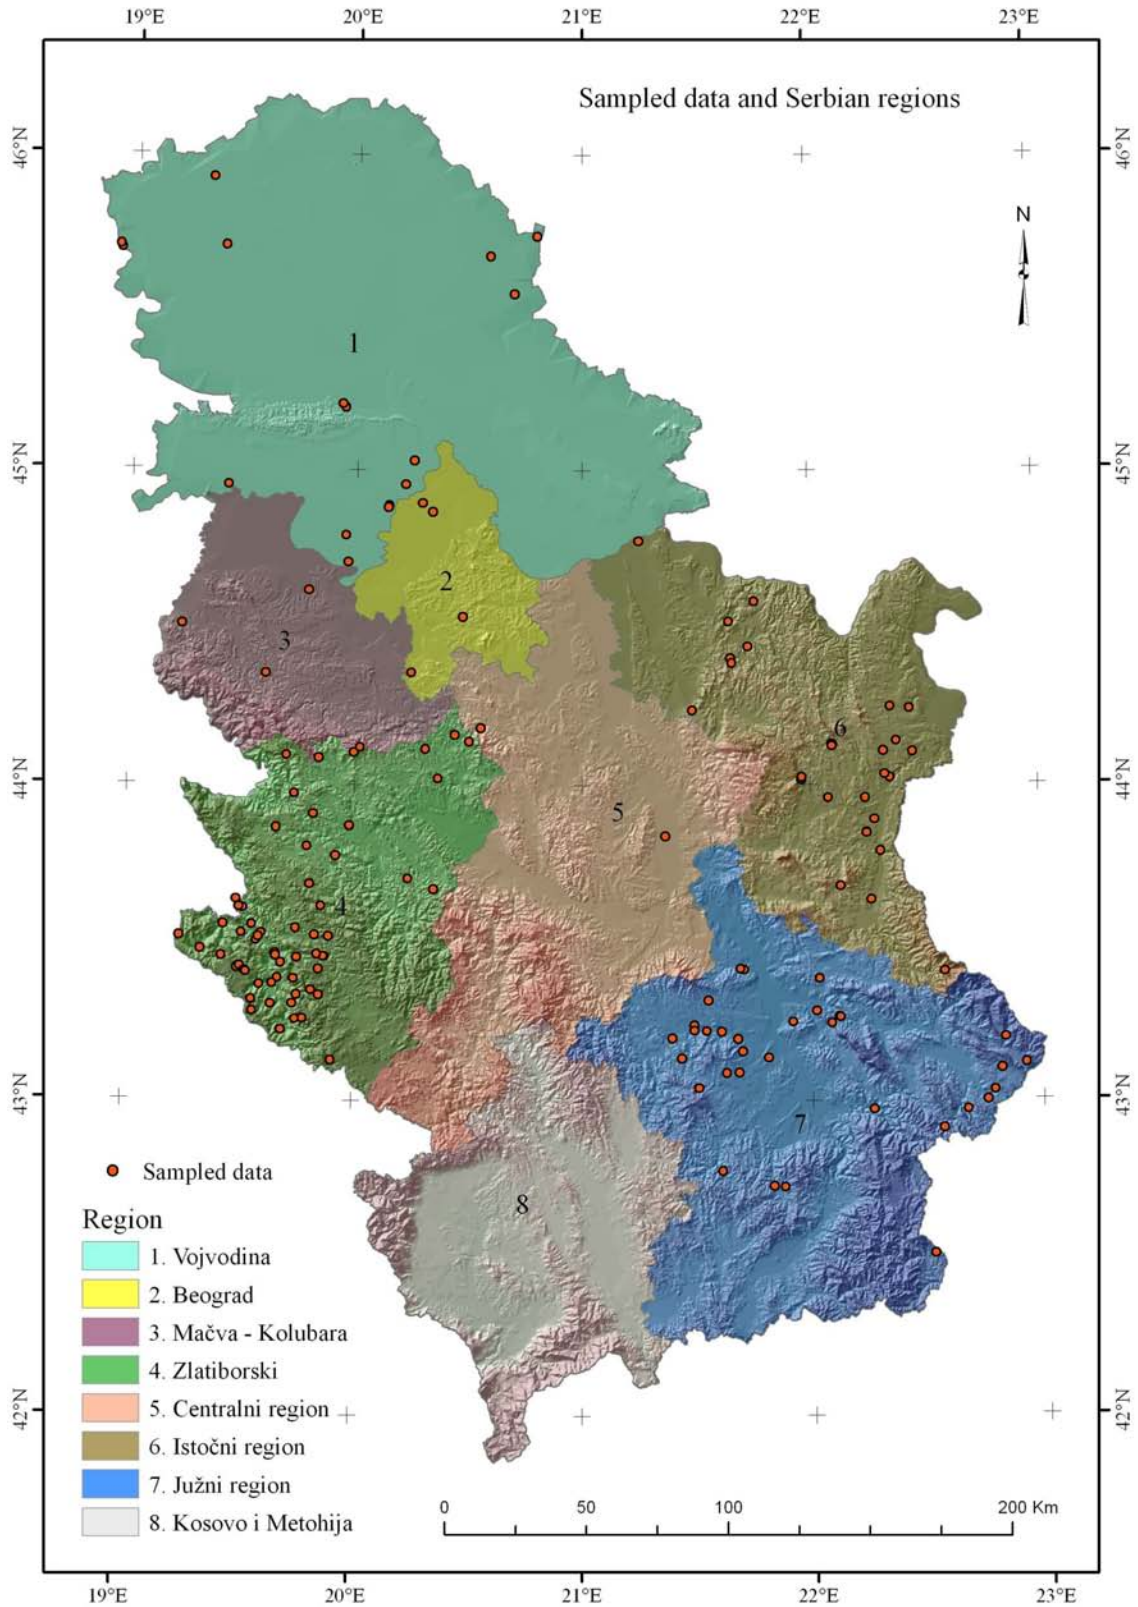 19°E 20°E 21°E 22°E 23°E
Sampled data and Serbian regions
46°N 46°N
N
1
45°N 45°N
2
3
6
44°N 44°N
5
4
43°N 43°N
7
Sampled data
8
Region
1. Vojvodina
2. Beograd
3. Mačva - Kolubara
4. Zlatiborski
5. Centralni region
42°N 42°N
6. Istočni region
7. Južni region
8. Kosovo i Metohija
0 50 100 200 Km
19°E 20°E 21°E 22°E 23°E